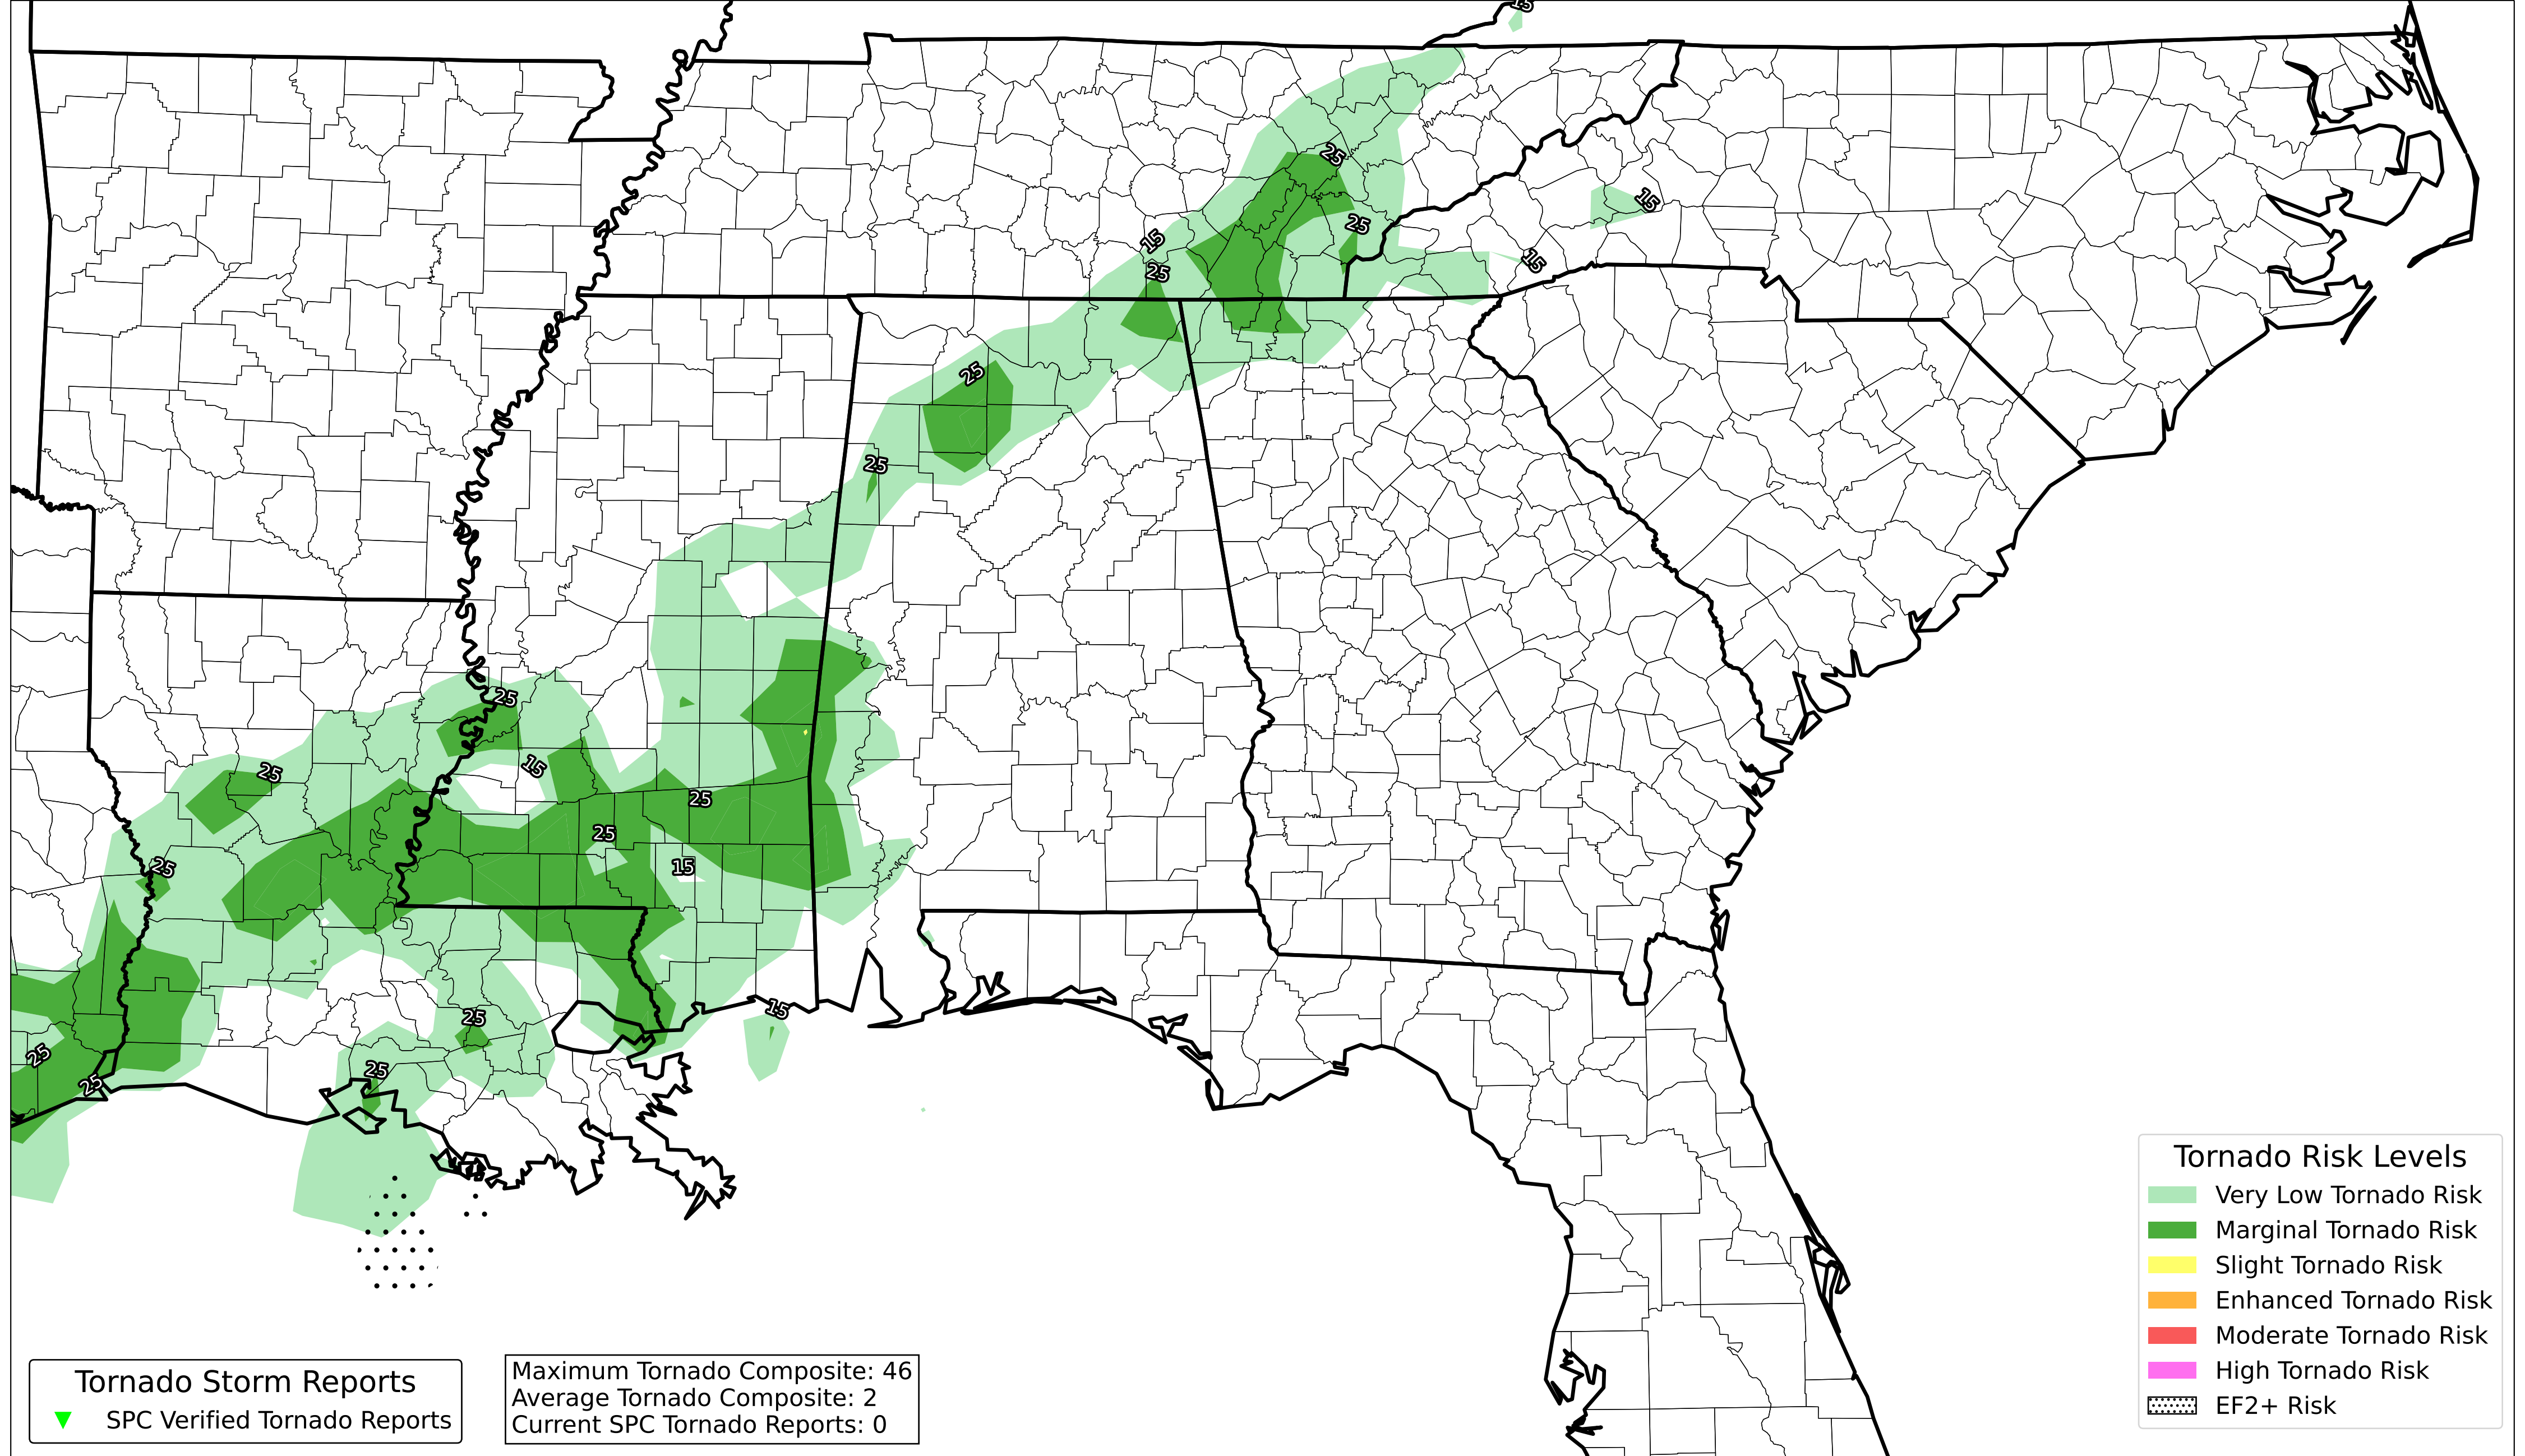 15
25
15
25
15
25
15
25
25
25
25
15
25
25
25
15
25
25
15
25
25
25
Tornado Risk Levels
Very Low Tornado Risk
Marginal Tornado Risk
Slight Tornado Risk
Enhanced Tornado Risk
Moderate Tornado Risk
High Tornado Risk
EF2+ Risk
Tornado Storm Reports
SPC Verified Tornado Reports
Maximum Tornado Composite: 46
Average Tornado Composite: 2
Current SPC Tornado Reports: 0